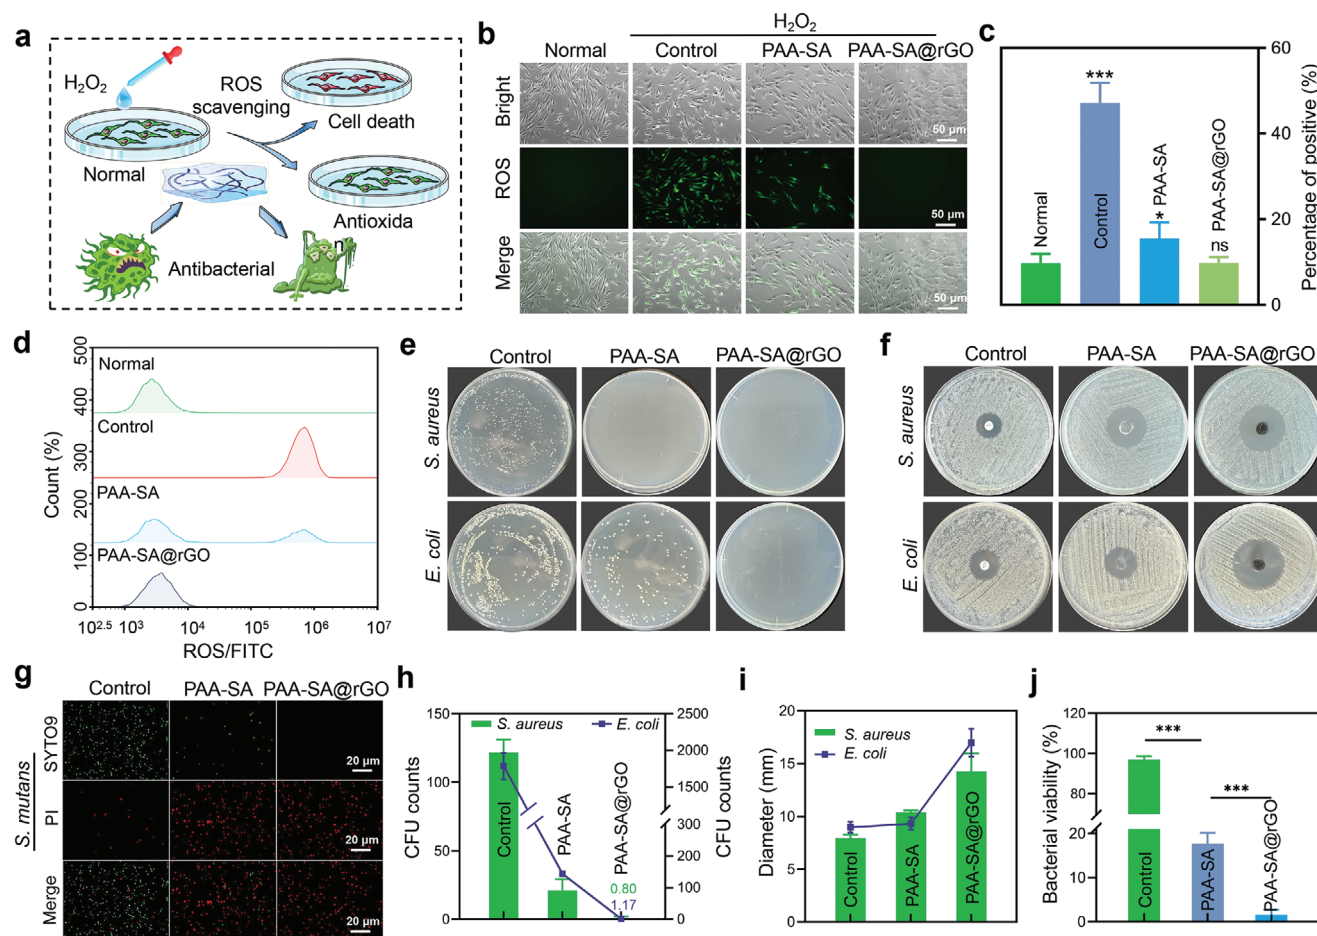 a
H2O2
ROS
scavenging
Cell death
Normal
Antioxida
n
Antibacterial
b
H2O2
Normal
Control
PAA-SA
PAA-SA@rGO
Bright
50 μm
ROS
50 μm
Merge
50 μm
c
Normal
***
Control
* PAA-SA
ns PAA-SA@rGO
60
40
20
0
Percentage of positive (%)
d
500
400
300
200
100
0
Count (%)
Normal
Control
PAA-SA
PAA-SA@rGO
10^2.5 10^3 10^4 10^5 10^6 10^7
ROS/FITC
e
Control PAA-SA PAA-SA@rGO
S. aureus
E. coli
f
Control PAA-SA PAA-SA@rGO
S. aureus
E. coli
g
Control PAA-SA PAA-SA@rGO
S. mutans
SYTO9
20 μm
PI
20 μm
Merge
20 μm
h
S. aureus
E. coli
150
100
50
0
CFU counts
Control
PAA-SA
PAA-SA@rGO
0.80
1.17
2500
2000
1500
300
200
100
0
CFU counts
i
S. aureus
E. coli
20
15
10
5
0
Diameter (mm)
Control
PAA-SA
PAA-SA@rGO
j
120
100
80
20
0
Bacterial viability (%)
***
***
Control
PAA-SA
PAA-SA@rGO